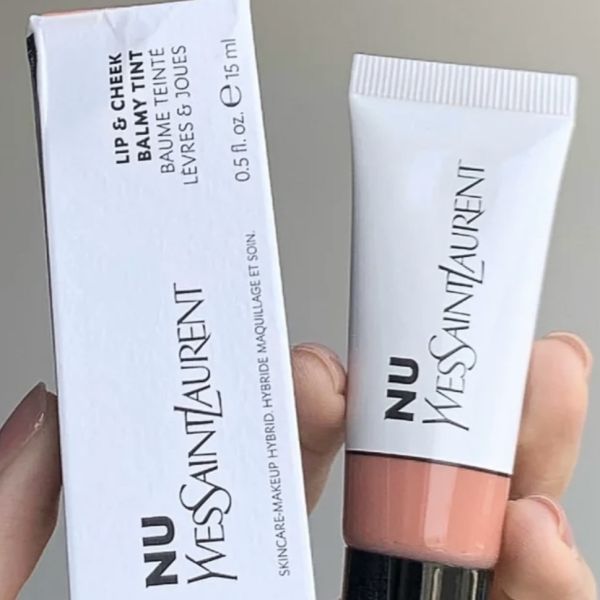 LIP & CHEEK
BALMY TINT
BAUME TEINTÉ
LÈVRES & JOUES
0.5 fl. oz. e 15 ml
NU
YVESSAINTLAURENT
SKINCARE-MAKEUP HYBRID. HYBRIDE MAQUILLAGE ET SOIN.
NU
YVESSAINTLAURENT